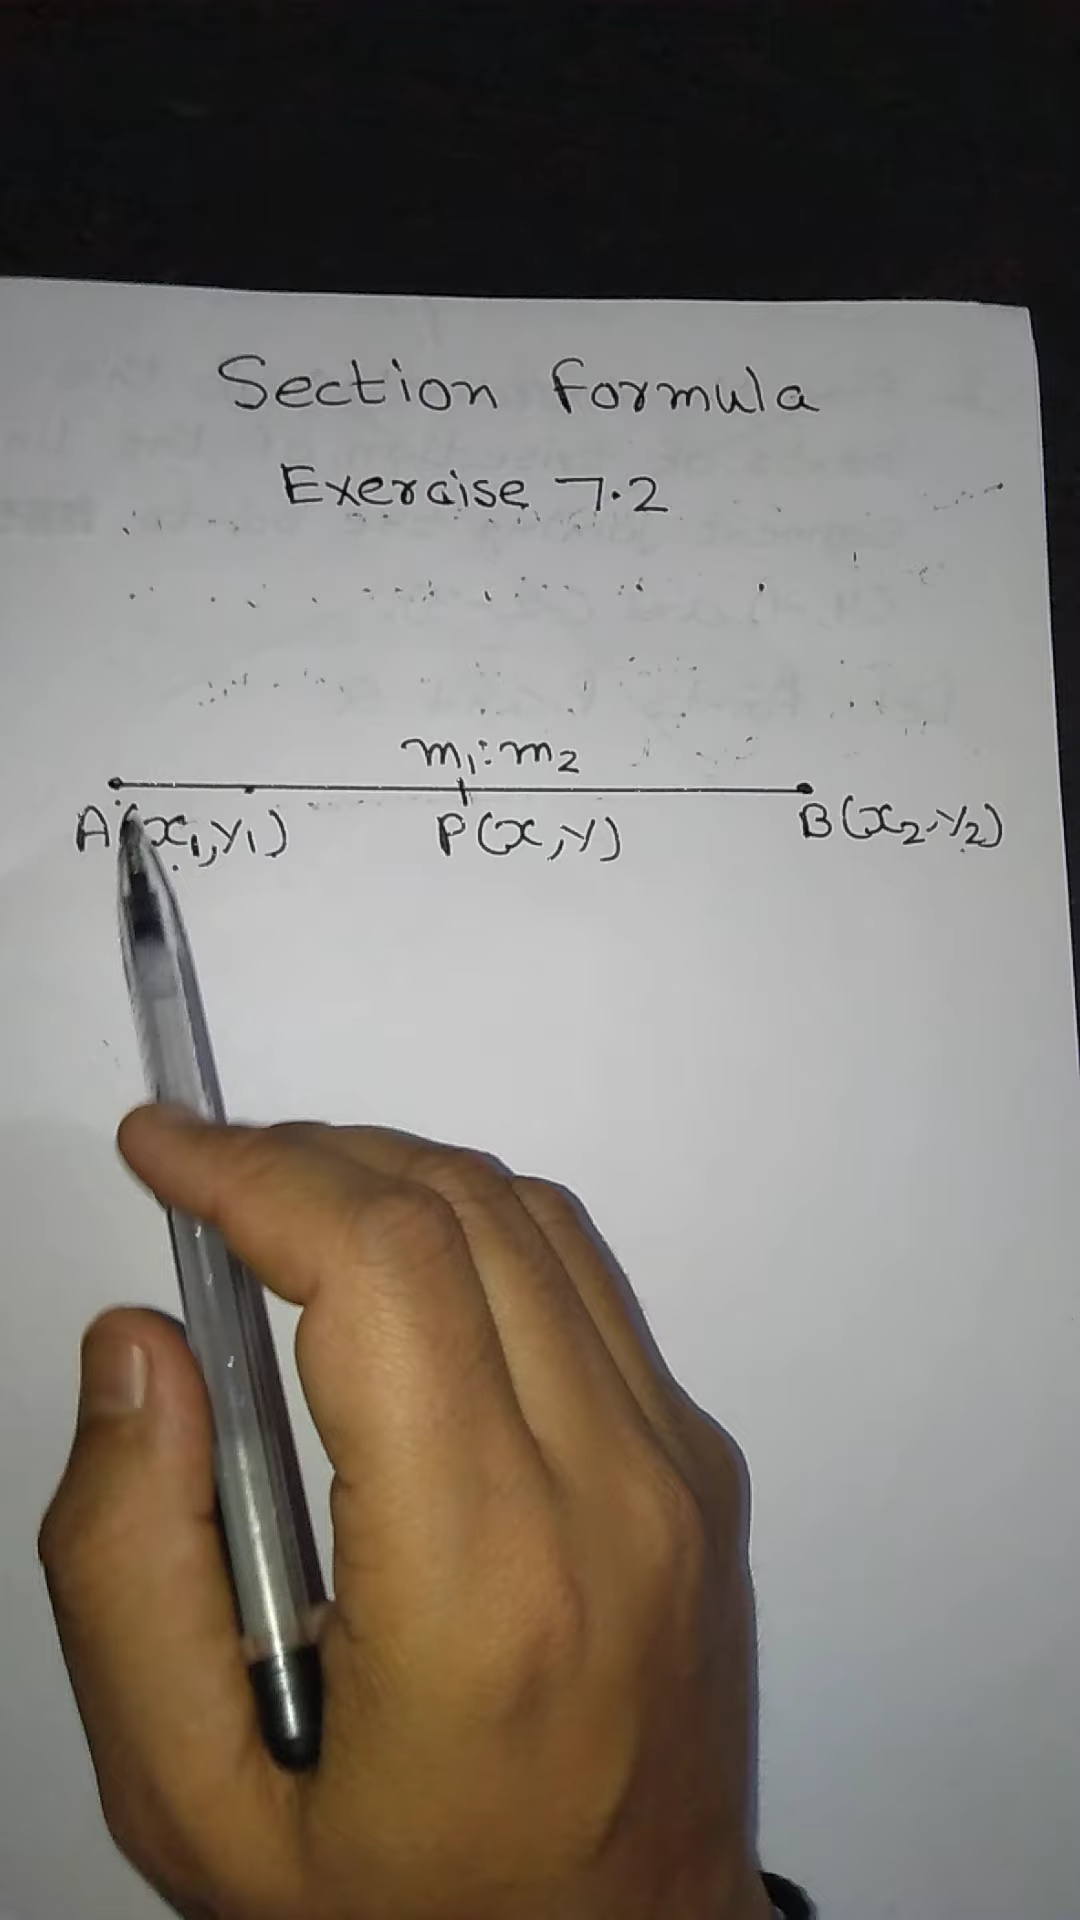 Section Formula
Exercise 7.2
m₁:m₂
A(x₁,y₁) P(x,y) B(x₂,y₂)